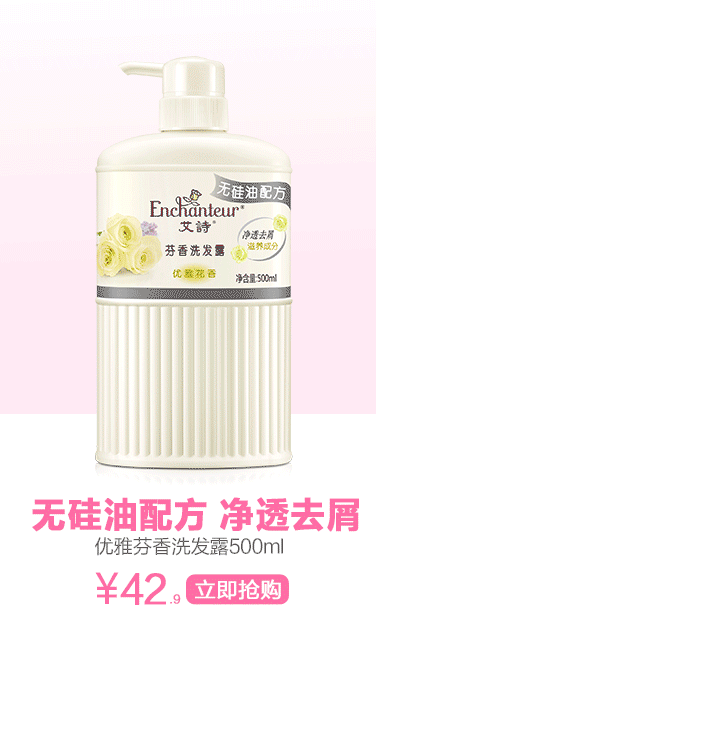 无硅油配方
Enchanteur®
艾詩®
净透去屑
滋养成分
芬香洗发露
优雅花香
净含量:500ml
无硅油配方 净透去屑
优雅芬香洗发露500ml
¥42.9 立即抢购